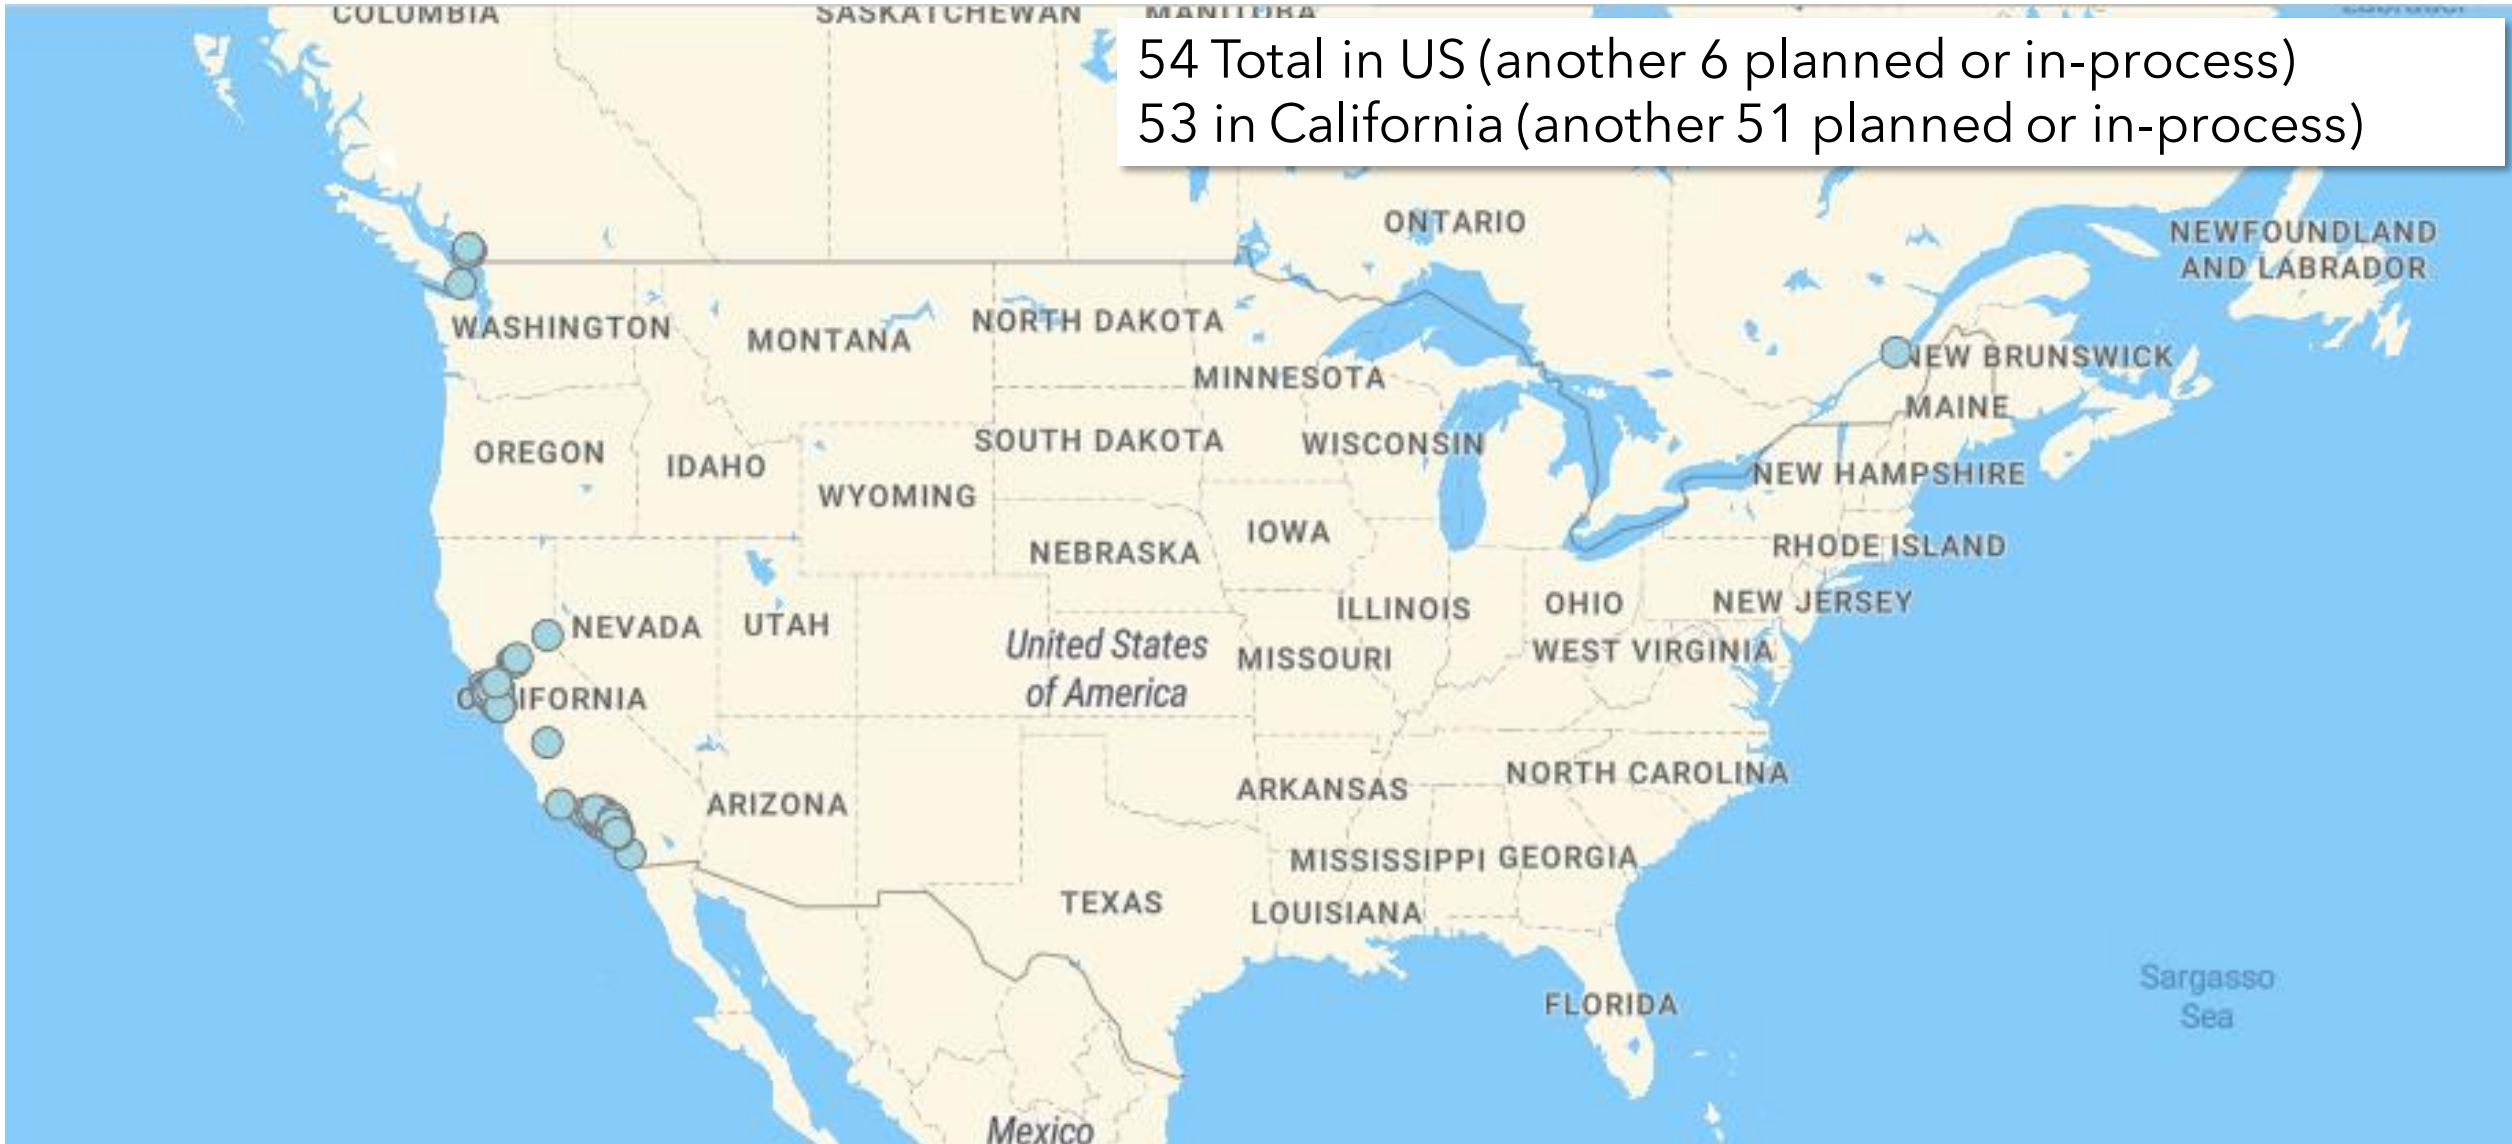 COLUMBIA
SASKATCHEWAN
MANITOBA
54 Total in US (another 6 planned or in-process)
53 in California (another 51 planned or in-process)
ONTARIO
NEWFOUNDLAND
AND LABRADOR
WASHINGTON
MONTANA
NORTH DAKOTA
MINNESOTA
NEW BRUNSWICK
MAINE
OREGON
IDAHO
SOUTH DAKOTA
WISCONSIN
WYOMING
NEW HAMPSHIRE
IOWA
NEBRASKA
RHODE ISLAND
NEVADA
UTAH
ILLINOIS
OHIO
NEW JERSEY
United States
of America
MISSOURI
WEST VIRGINIA
C IFORNIA
ARIZONA
ARKANSAS
NORTH CAROLINA
MISSISSIPPI
GEORGIA
TEXAS
LOUISIANA
FLORIDA
Sargasso
Sea
Mexico